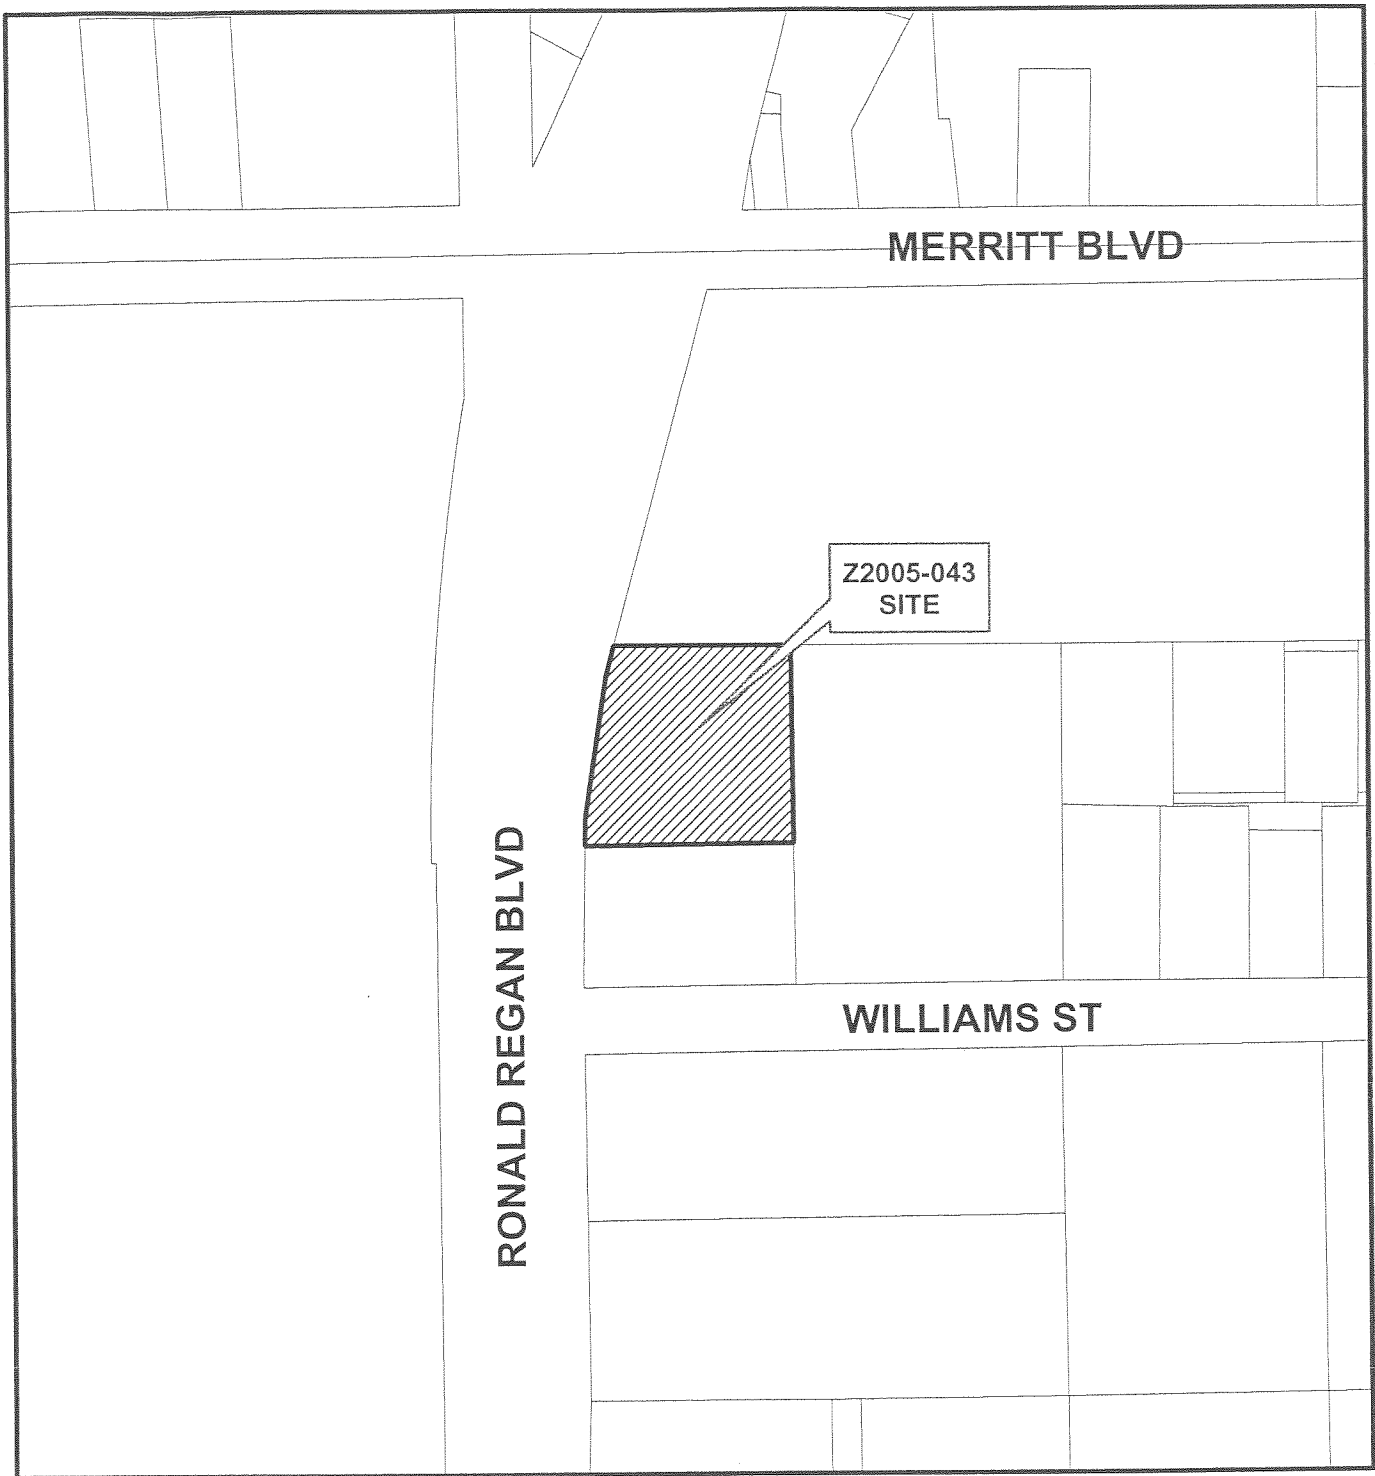 MERRITT BLVD
Z2005-043
SITE
RONALD REGAN BLVD
WILLIAMS ST